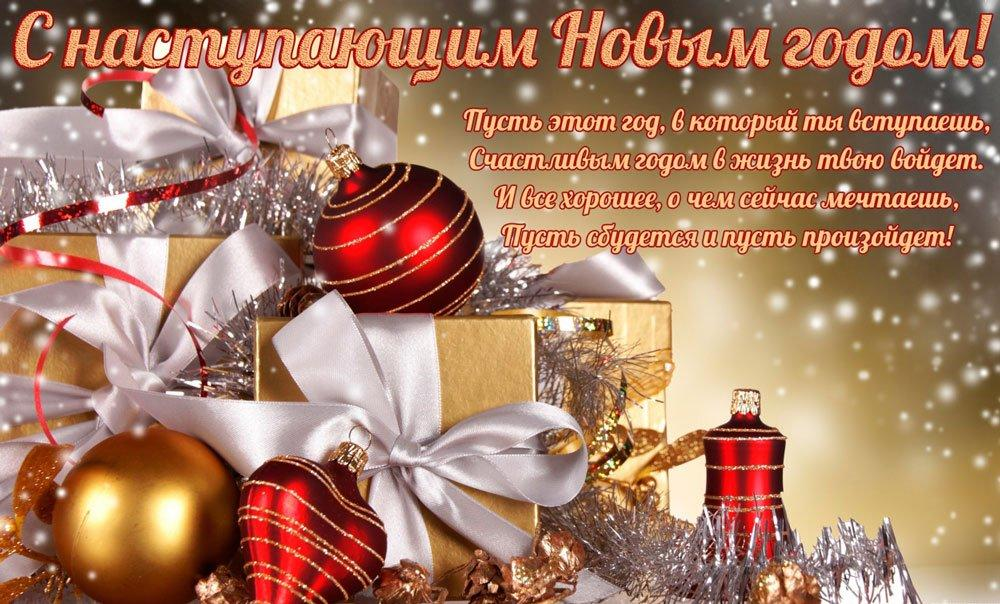 С наступающим Новым годом!
Пусть этот год, в который ты вступаешь,
Счастливым годом в жизнь твою войдет.
И все хорошее, о чем сейчас мечтаешь,
Пусть сбудется и пусть произойдет!